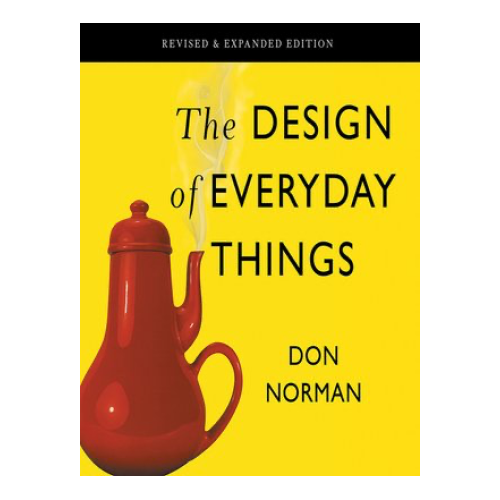 REVISED & EXPANDED EDITION
The DESIGN
of EVERYDAY
THINGS
DON
NORMAN